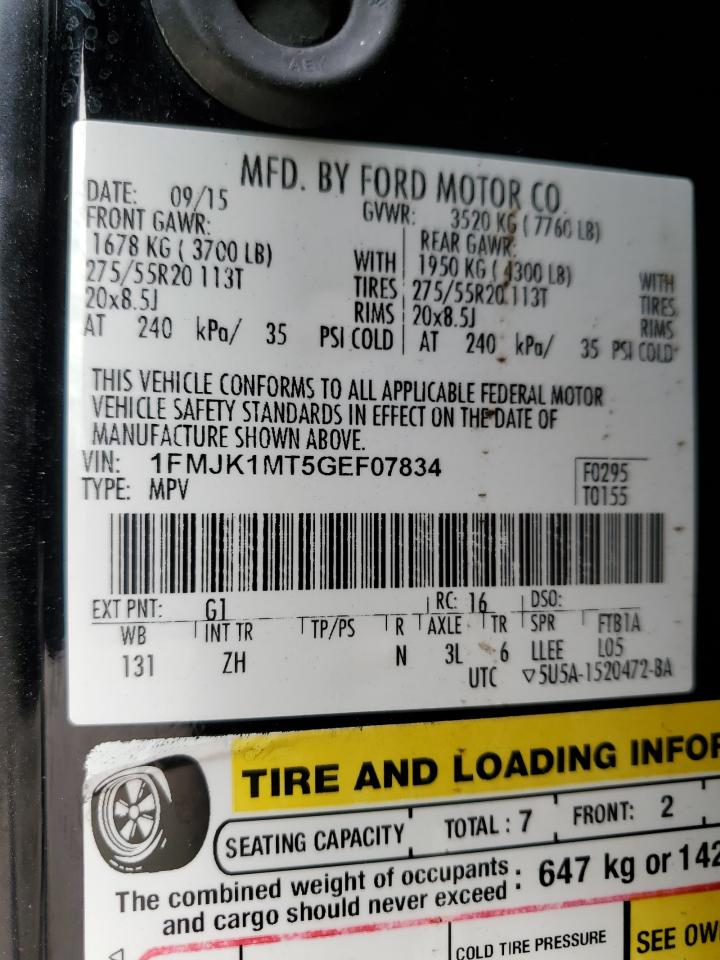 AEK
MFD. BY FORD MOTOR CO.
DATE: 09/15 GVWR: 3520 KG ( 7760 LB)
FRONT GAWR: REAR GAWR:
1678 KG ( 3700 LB) WITH 1950 KG ( 4300 LB) WITH
275/55R20 113T TIRES 275/55R20 113T TIRES
20x8.5J RIMS 20x8.5J RIMS
AT 240 kPa/ 35 PSI COLD AT 240 kPa/ 35 PSI COLD
THIS VEHICLE CONFORMS TO ALL APPLICABLE FEDERAL MOTOR
VEHICLE SAFETY STANDARDS IN EFFECT ON THE DATE OF
MANUFACTURE SHOWN ABOVE.
VIN: 1FMJK1MT5GEF07834 F0295
TYPE: MPV T0155
EXT PNT: G1 RC: 16 DSO:
WB INT TR TP/PS R AXLE TR SPR FTB1A
131 ZH N 3L 6 LLEE L05
UTC ▽5U5A-1520472-BA
TIRE AND LOADING INFOR
SEATING CAPACITY TOTAL : 7 FRONT: 2
The combined weight of occupants
and cargo should never exceed : 647 kg or 142
COLD TIRE PRESSURE SEE OW